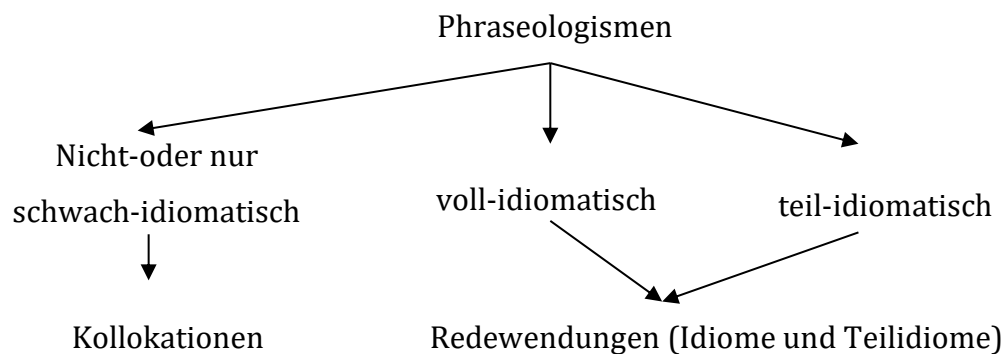 Phraseologismen
Nicht-oder nur
schwach-idiomatisch
voll-idiomatisch
teil-idiomatisch
Kollokationen
Redewendungen (Idiome und Teilidiome)